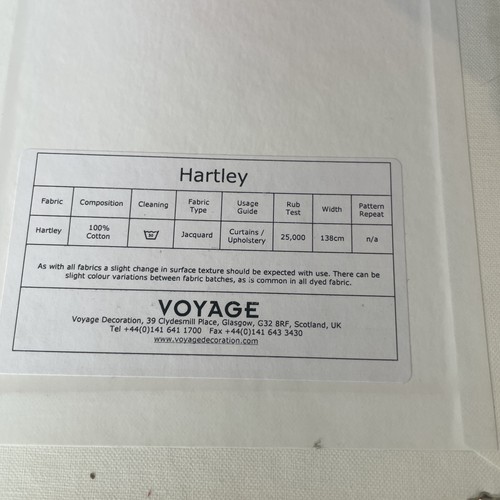 Hartley
Fabric Composition Cleaning Fabric Type Usage Guide Rub Test Width Pattern Repeat
Hartley 100% Cotton 30 Jacquard Curtains / Upholstery 25,000 138cm n/a
As with all fabrics a slight change in surface texture should be expected with use. There can be
slight colour variations between fabric batches, as is common in all dyed fabric.
VOYAGE
Voyage Decoration, 39 Clydesmill Place, Glasgow, G32 8RF, Scotland, UK
Tel +44(0)141 641 1700 Fax +44(0)141 643 3430
www.voyagedecoration.com